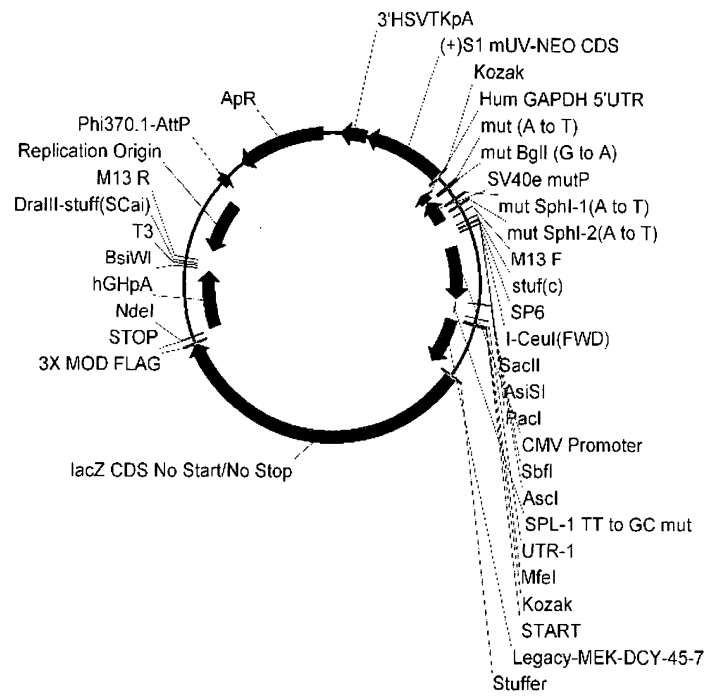 3'HSVTKpA
(+)S1 mUV-NEO CDS
Kozak
Hum GAPDH 5'UTR
mut (A to T)
mut BglI (G to A)
SV40e mutP
mut SphI-1(A to T)
mut SphI-2(A to T)
M13 F
stuf(c)
SP6
I-CeuI(FWD)
SacII
AsiSI
PacI
CMV Promoter
SbfI
AscI
SPL-1 TT to GC mut
UTR-1
MfeI
Kozak
START
Legacy-MEK-DCY-45-7
Stuffer
ApR
Phi370.1-AttP
Replication Origin
M13 R
DraIII-stuff(SCai)
T3
BsiWI
hGHpA
NdeI
STOP
3X MOD FLAG
lacZ CDS No Start/No Stop